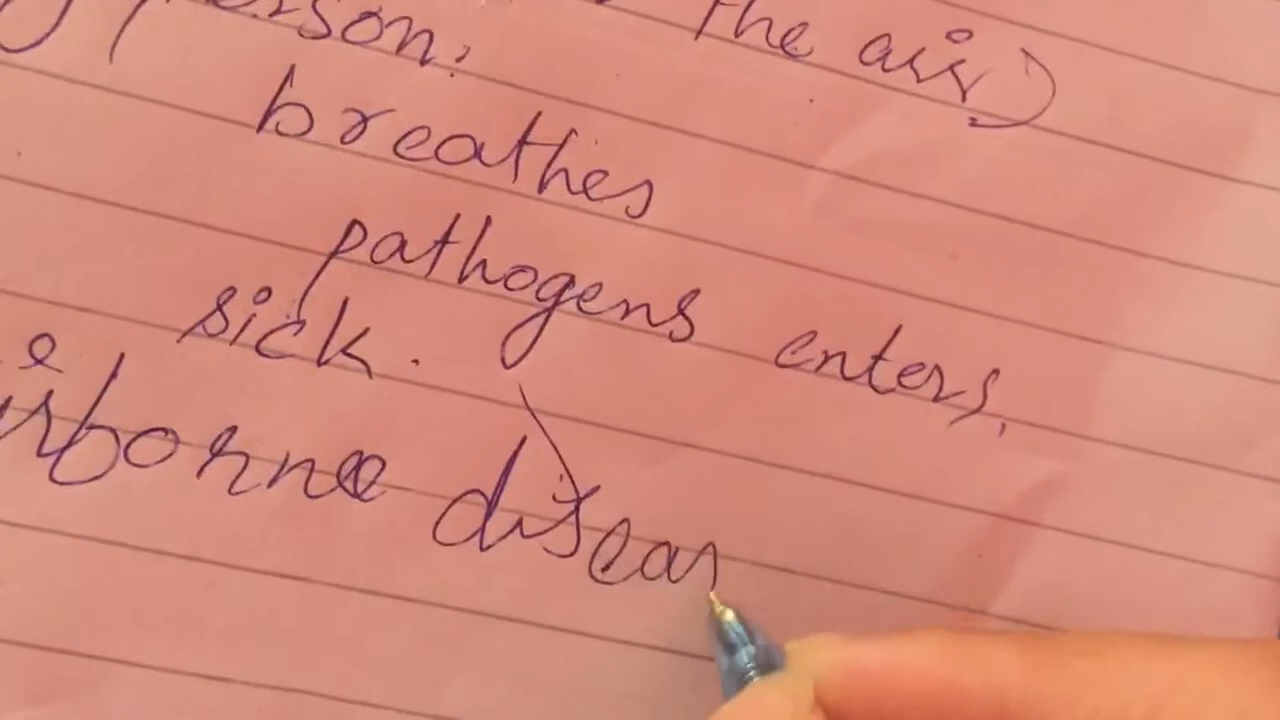 person. the air)
breathes
pathogens enters,
sick.
irborne diseas